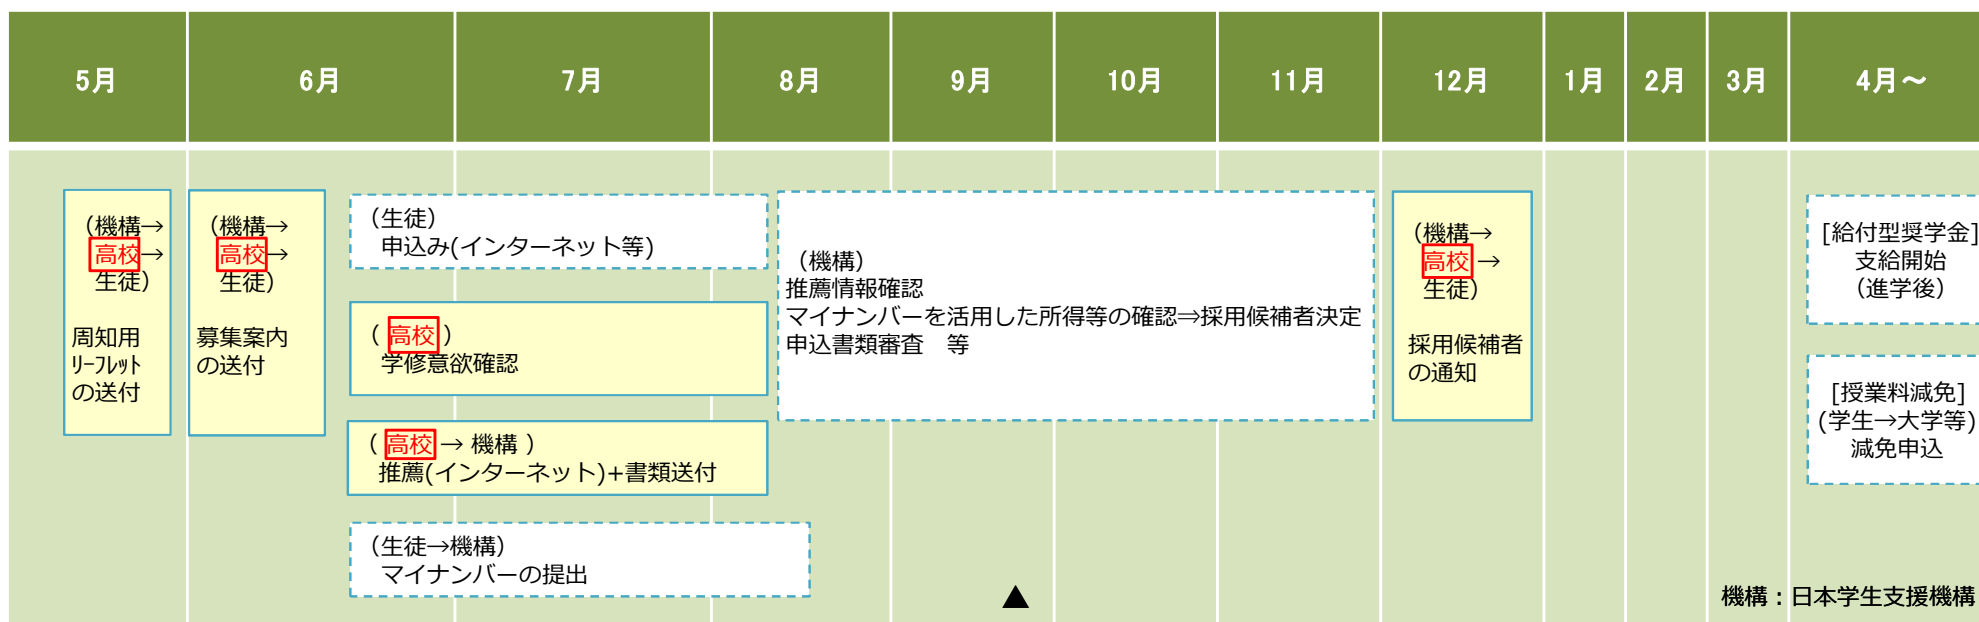 5月
6月
7月
8月
9月
10月
11月
12月
1月
2月
3月
4月～
（機構→
高校→
生徒）
周知用
ﾘｰﾌﾚｯﾄ
の送付
（機構→
高校→
生徒）
募集案内
の送付
（生徒）
申込み(インターネット等)
（ 高校 ）
学修意欲確認
（ 高校 → 機構 ）
推薦(インターネット)+書類送付
（生徒→機構）
マイナンバーの提出
（機構）
推薦情報確認
マイナンバーを活用した所得等の確認⇒採用候補者決定
申込書類審査　等
▲
（機構→
高校 →
生徒）
採用候補者
の通知
[給付型奨学金]
支給開始
（進学後）
[授業料減免]
(学生→大学等)
減免申込
機構：日本学生支援機構